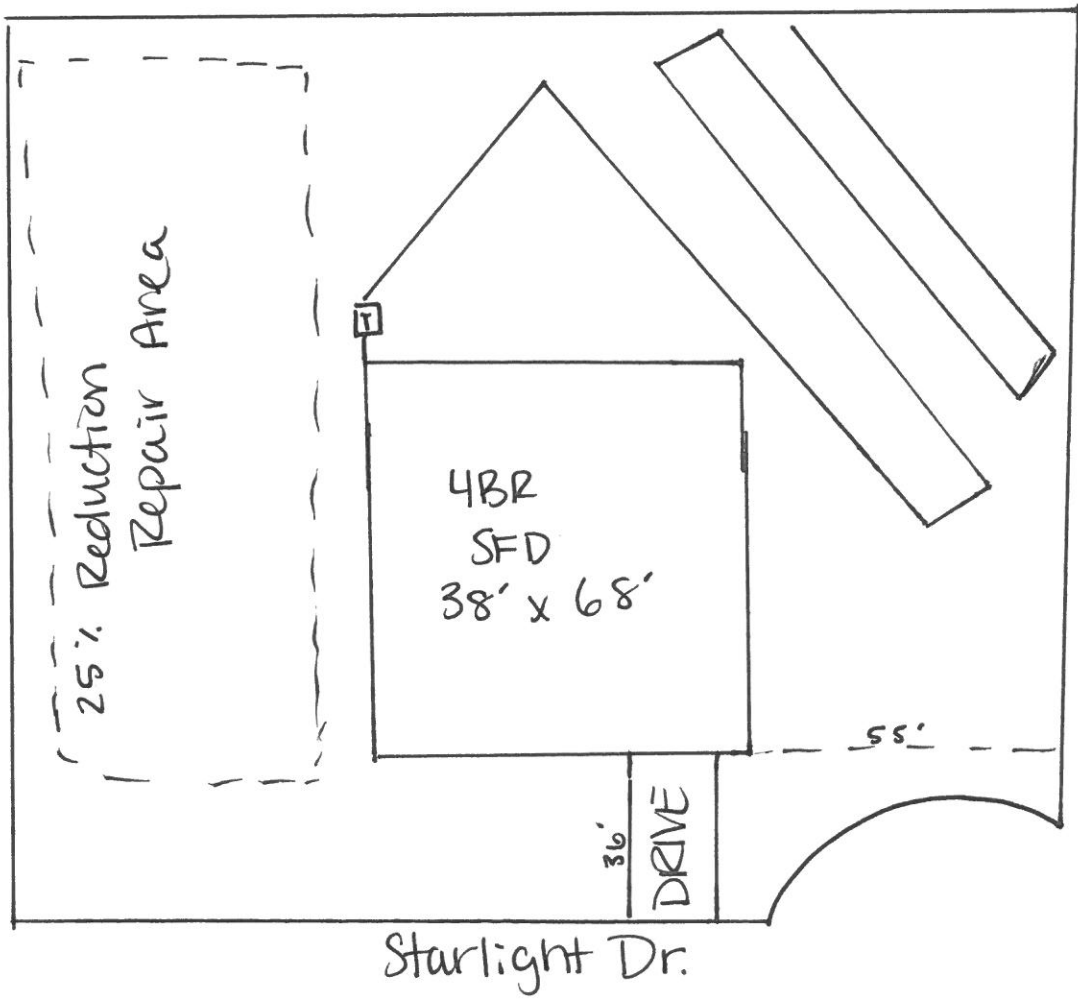 25% Reduction
Repair Area
T
4BR
SFD
38' x 68'
55'
36'
DRIVE
Starlight Dr.